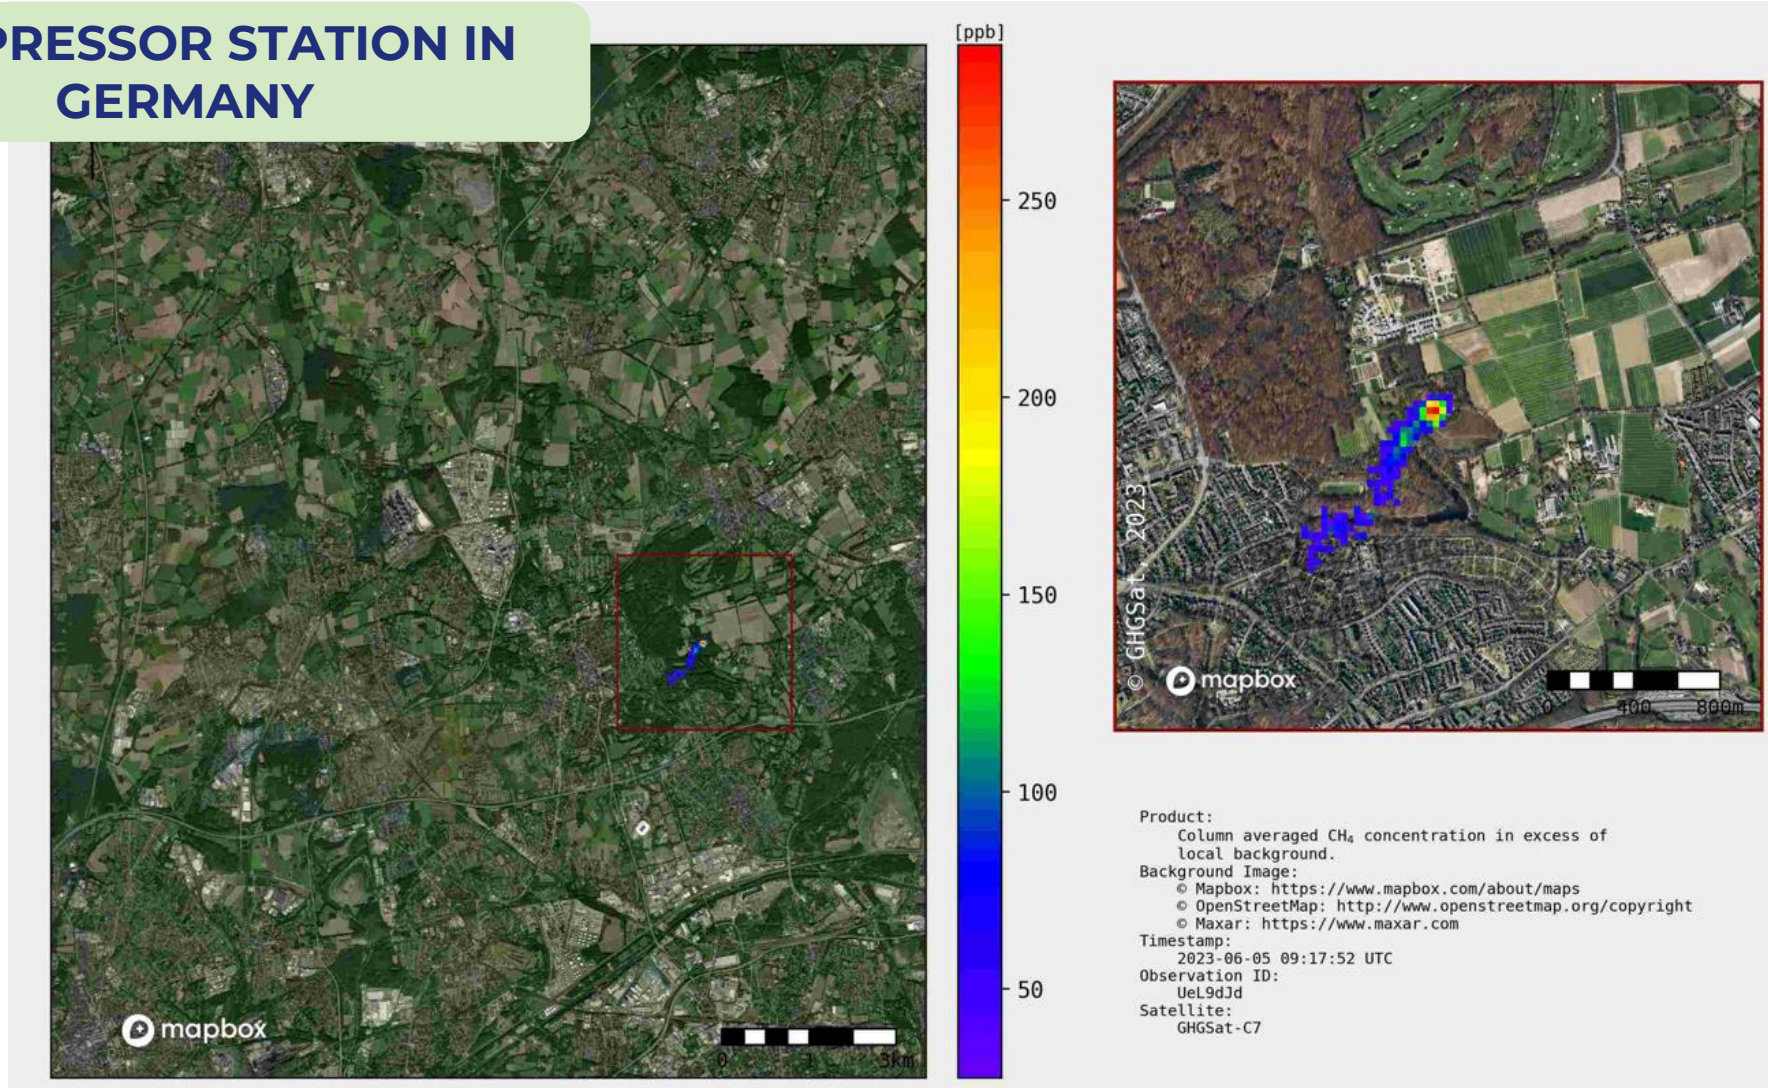 PRESSOR STATION IN
GERMANY
[ppb]
250
200
150
100
50
mapbox
0 1 3km
© GHGSat, 2023
mapbox
0 400 800m
Product:
Column averaged CH₄ concentration in excess of
local background.
Background Image:
© Mapbox: https://www.mapbox.com/about/maps
© OpenStreetMap: http://www.openstreetmap.org/copyright
© Maxar: https://www.maxar.com
Timestamp:
2023-06-05 09:17:52 UTC
Observation ID:
UeL9dJd
Satellite:
GHGSat-C7